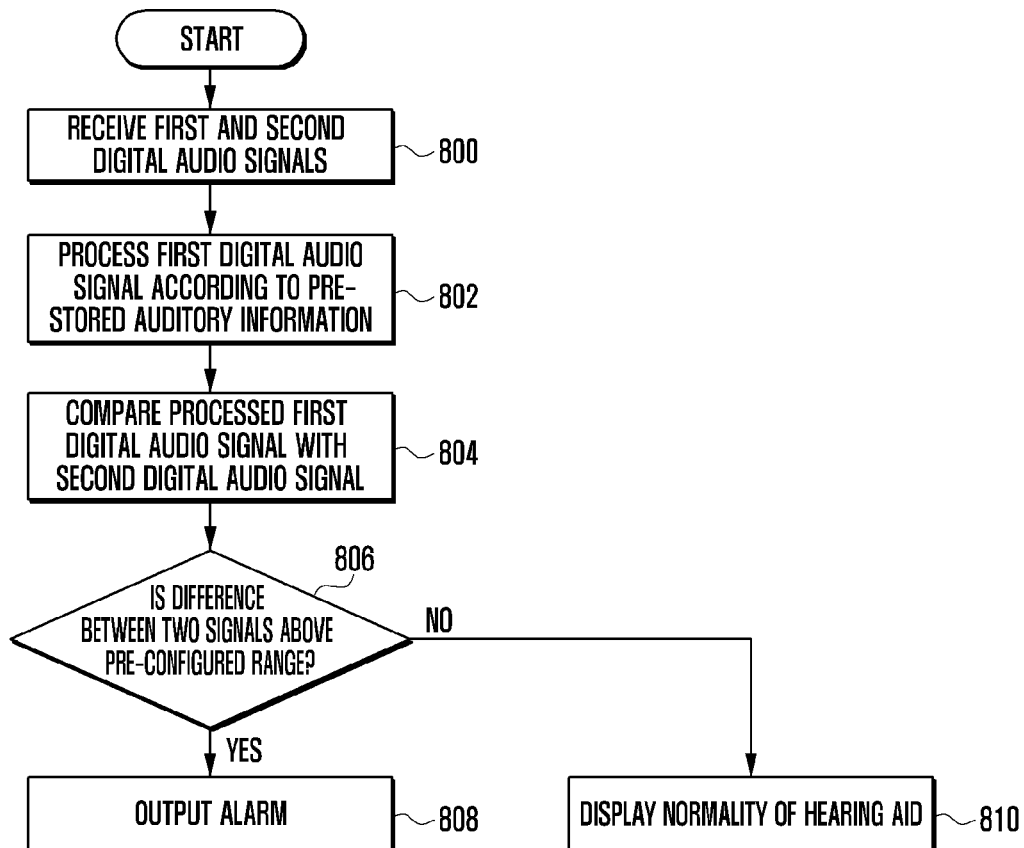 START
RECEIVE FIRST AND SECOND
DIGITAL AUDIO SIGNALS
800
PROCESS FIRST DIGITAL AUDIO
SIGNAL ACCORDING TO PRE-
STORED AUDITORY INFORMATION
802
COMPARE PROCESSED FIRST
DIGITAL AUDIO SIGNAL WITH
SECOND DIGITAL AUDIO SIGNAL
804
806
IS DIFFERENCE
BETWEEN TWO SIGNALS ABOVE
PRE-CONFIGURED RANGE?
NO
YES
OUTPUT ALARM
808
DISPLAY NORMALITY OF HEARING AID
810